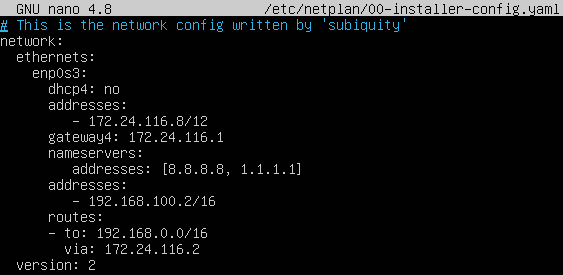 GNU nano 4.8 /etc/netplan/00-installer-config.yaml
# This is the network config written by 'subiquity'
network:
  ethernets:
    enp0s3:
      dhcp4: no
      addresses:
         - 172.24.116.8/12
      gateway4: 172.24.116.1
      nameservers:
         addresses: [8.8.8.8, 1.1.1.1]
      addresses:
         - 192.168.100.2/16
      routes:
      - to: 192.168.0.0/16
        via: 172.24.116.2
  version: 2